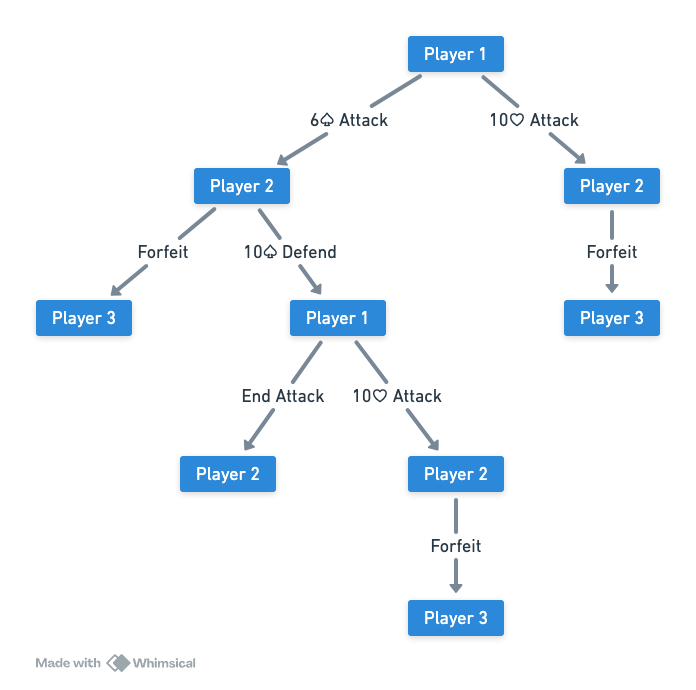 Player 1
6♤ Attack
10♡ Attack
Player 2
Player 2
Forfeit
10♤ Defend
Forfeit
Player 3
Player 1
Player 3
End Attack
10♡ Attack
Player 2
Player 2
Forfeit
Player 3
Made with Whimsical